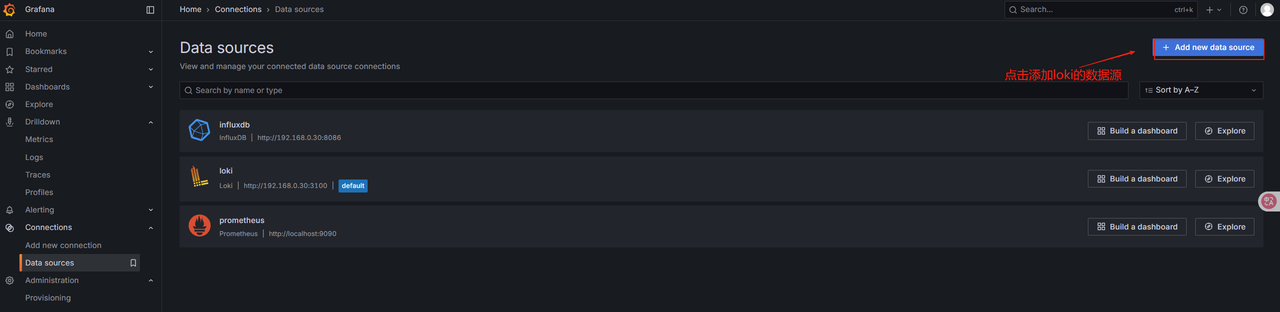 Grafana
Home > Connections > Data sources
Search...
ctrl+k
Home
Bookmarks
Starred
Dashboards
Explore
Drilldown
Metrics
Logs
Traces
Profiles
Alerting
Connections
Add new connection
Data sources
Administration
Provisioning
Data sources
View and manage your connected data source connections
+ Add new data source
点击添加loki的数据源
Search by name or type
Sort by A–Z
influxdb
InfluxDB | http://192.168.0.30:8086
Build a dashboard
Explore
loki
Loki | http://192.168.0.30:3100 | default
Build a dashboard
Explore
prometheus
Prometheus | http://localhost:9090
Build a dashboard
Explore